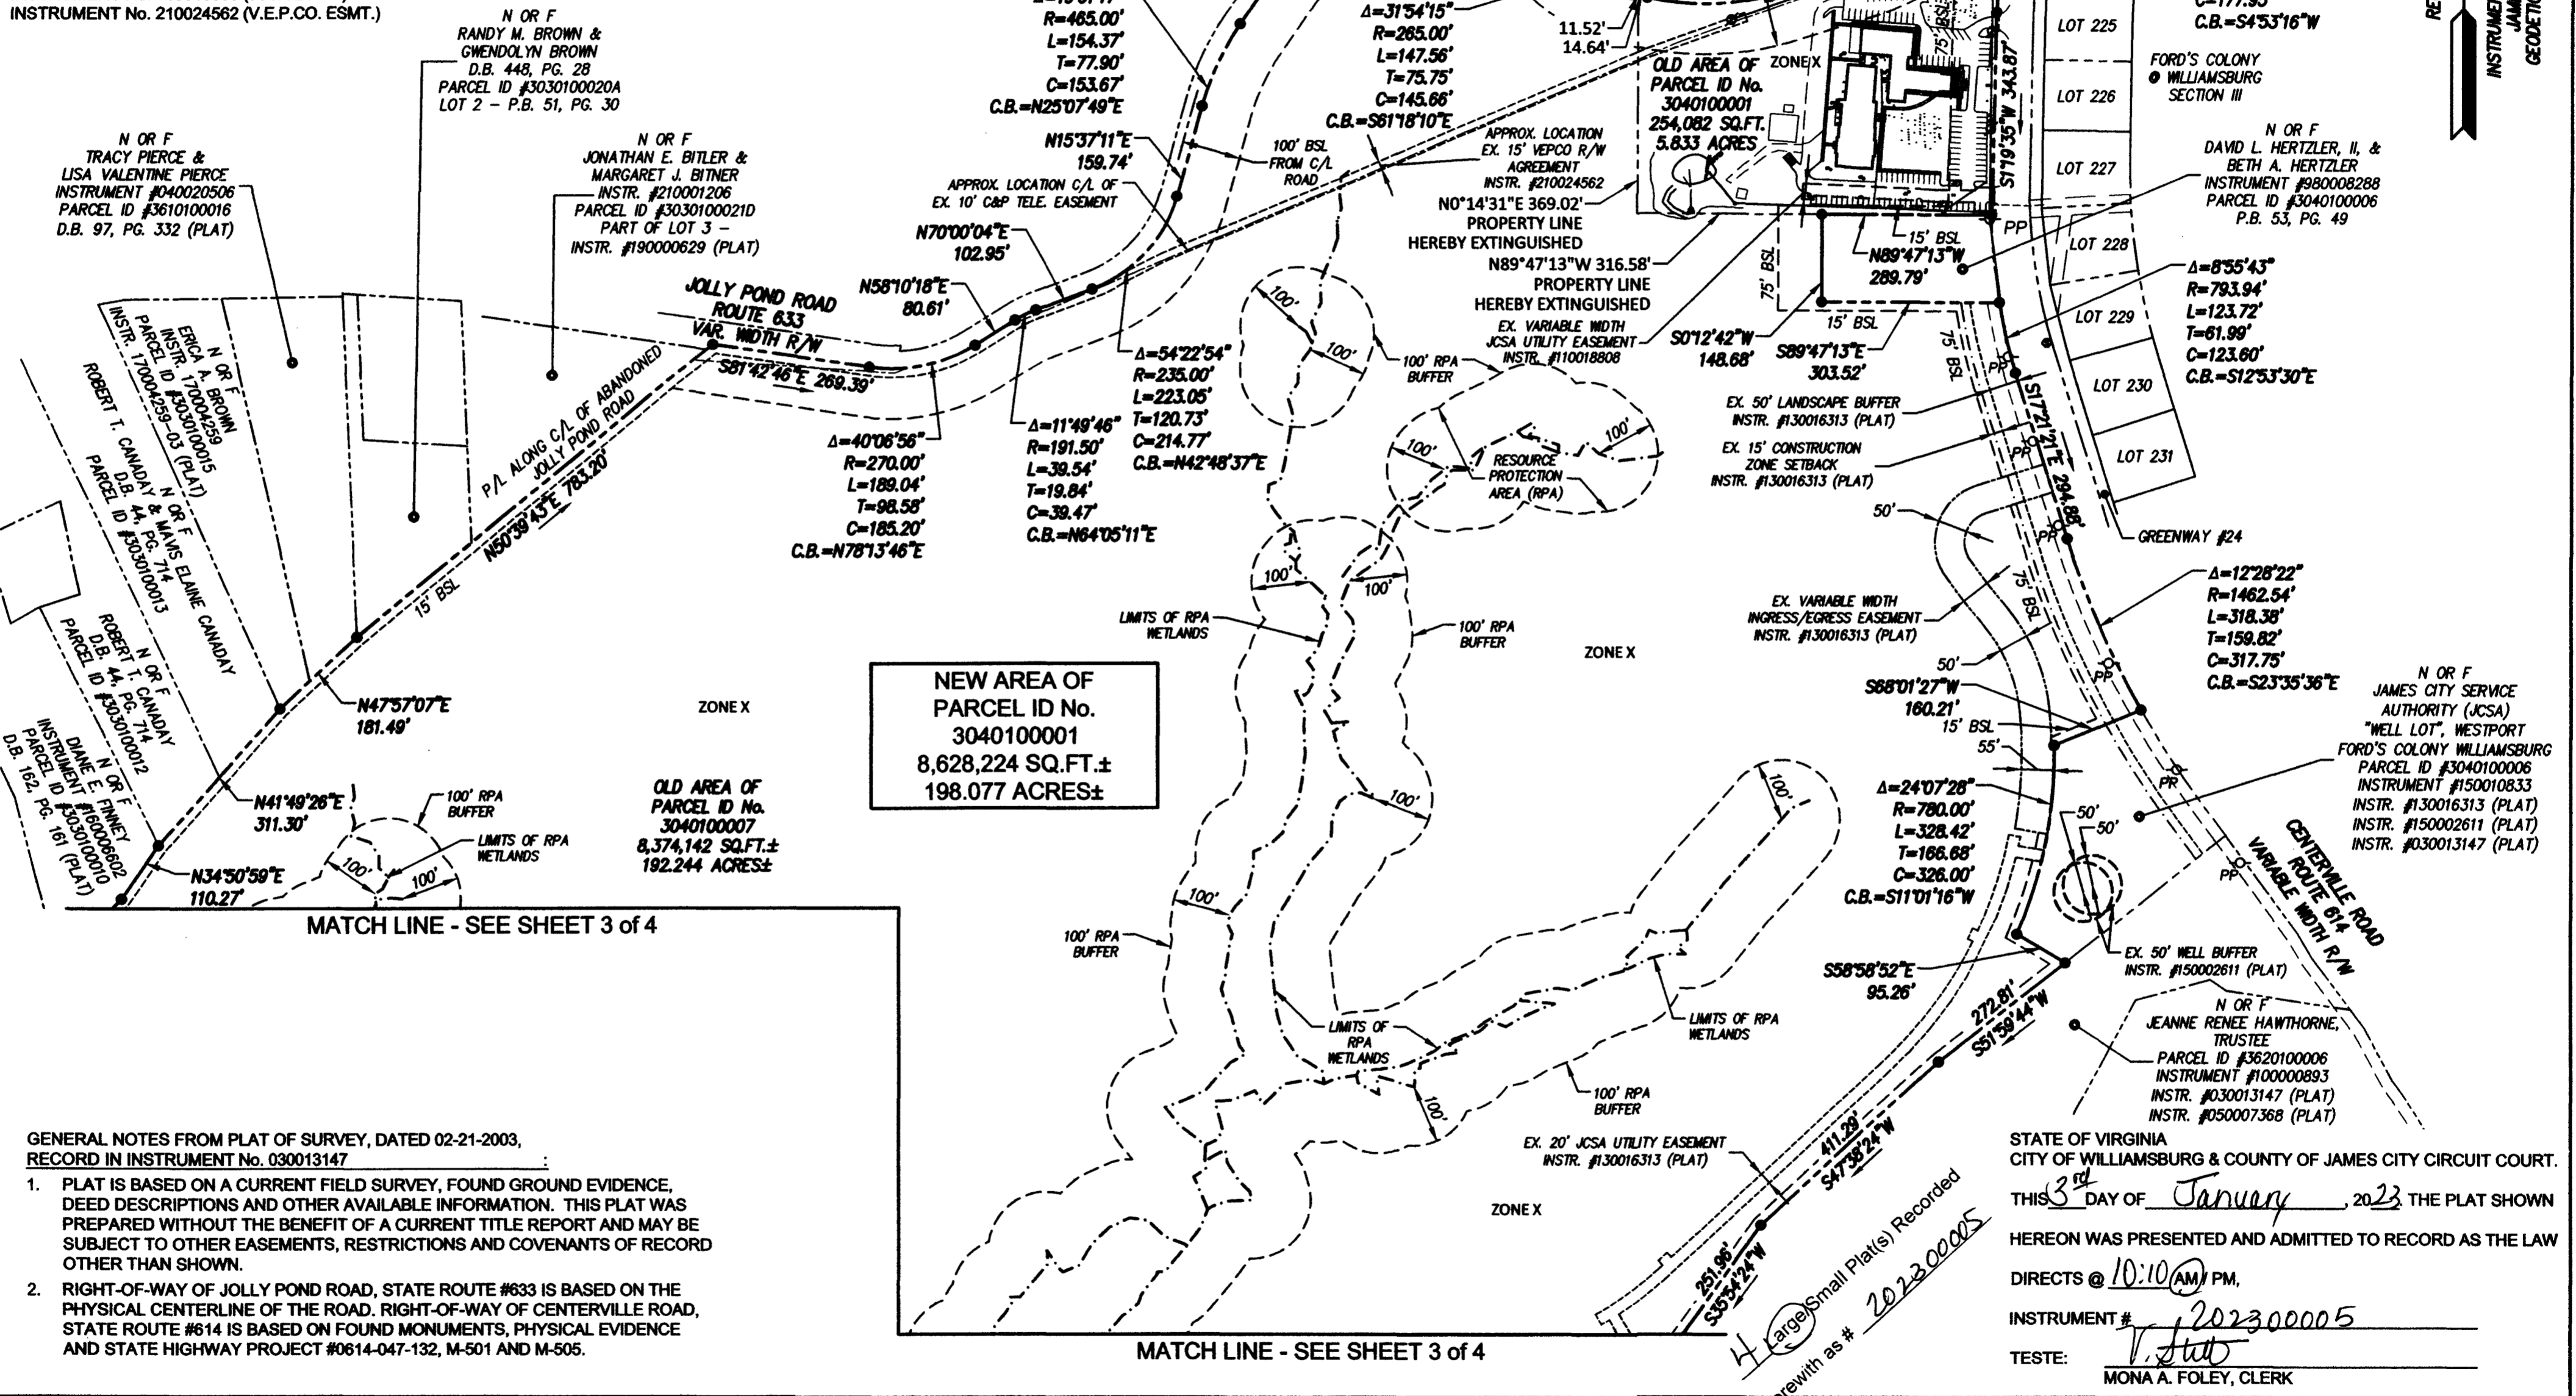 INSTRUMENT No. 210024562 (V.E.P.CO. ESMT.)
N OR F
RANDY M. BROWN &
GWENDOLYN BROWN
D.B. 448, PG. 28
PARCEL ID #3030100020A
LOT 2 - P.B. 51, PG. 30
N OR F
TRACY PIERCE &
LISA VALENTINE PIERCE
INSTRUMENT #040020506
PARCEL ID #3610100016
D.B. 97, PG. 332 (PLAT)
N OR F
JONATHAN E. BITLER &
MARGARET J. BITNER
INSTR. #210001206
PARCEL ID #3030100021D
PART OF LOT 3 -
INSTR. #190000629 (PLAT)
R=465.00'
L=154.37'
T=77.90'
C=153.67'
C.B.=N25°07'49"E
N15°37'11"E
159.74'
APPROX. LOCATION C/L OF
EX. 10' C&P TELE. EASEMENT
100' BSL
FROM C/L
ROAD
Δ=31°54'15"
R=265.00'
L=147.56'
T=75.75'
C=145.66'
C.B.=S61°18'10"E
11.52'
14.64'
APPROX. LOCATION
EX. 15' VEPCO R/W
AGREEMENT
INSTR. #210024562
N0°14'31"E 369.02'
PROPERTY LINE
HEREBY EXTINGUISHED
N89°47'13"W 316.58'
PROPERTY LINE
HEREBY EXTINGUISHED
EX. VARIABLE WIDTH
JCSA UTILITY EASEMENT
INSTR. #110018808
OLD AREA OF
PARCEL ID No.
3040100001
254,082 SQ.FT.
5.833 ACRES
ZONE X
75' BSL
S1°19'35"W 343.87'
LOT 225
LOT 226
LOT 227
LOT 228
LOT 229
LOT 230
LOT 231
C.B.=S4°53'16"W
FORD'S COLONY
WILLIAMSBURG
SECTION III
N OR F
DAVID L. HERTZLER, II, &
BETH A. HERTZLER
INSTRUMENT #980008288
PARCEL ID #3040100006
P.B. 53, PG. 49
PP
15' BSL
N89°47'13"W
289.79'
75' BSL
15' BSL
S0°12'42"W
148.68'
S89°47'13"E
303.52'
75' BSL
Δ=8°55'43"
R=793.94'
L=123.72'
T=61.99'
C=123.60'
C.B.=S12°53'30"E
PP
S17°21'21"E 294.88'
PP
PP
EX. 50' LANDSCAPE BUFFER
INSTR. #130016313 (PLAT)
EX. 15' CONSTRUCTION
ZONE SETBACK
INSTR. #130016313 (PLAT)
50'
GREENWAY #24
75' BSL
EX. VARIABLE WIDTH
INGRESS/EGRESS EASEMENT
INSTR. #130016313 (PLAT)
50'
Δ=12°28'22"
R=1462.54'
L=318.38'
T=159.82'
C=317.75'
C.B.=S23°35'36"E
PP
S68°01'27"W
160.21'
15' BSL
55'
PP
N OR F
JAMES CITY SERVICE
AUTHORITY (JCSA)
"WELL LOT", WESTPORT
FORD'S COLONY WILLIAMSBURG
PARCEL ID #3040100006
INSTRUMENT #150010833
INSTR. #130016313 (PLAT)
INSTR. #150002611 (PLAT)
INSTR. #030013147 (PLAT)
Δ=24°07'28"
R=780.00'
L=328.42'
T=166.68'
C=326.00'
C.B.=S11°01'16"W
50'
50'
PP
CENTERVILLE ROAD
ROUTE 614
VARIABLE WIDTH R/W
EX. 50' WELL BUFFER
INSTR. #150002611 (PLAT)
S58°58'52"E
95.26'
272.81'
S51°59'44"W
N OR F
JEANNE RENEE HAWTHORNE,
TRUSTEE
PARCEL ID #3620100006
INSTRUMENT #100000893
INSTR. #030013147 (PLAT)
INSTR. #050007368 (PLAT)
411.29'
S47°38'24"W
EX. 20' JCSA UTILITY EASEMENT
INSTR. #130016313 (PLAT)
251.96'
S35°54'24"W
N70°00'04"E
102.95'
N58°10'18"E
80.61'
JOLLY POND ROAD
ROUTE 633
VAR. WIDTH R/W
S81°42'46"E 269.39'
P/L ALONG C/L OF ABANDONED
JOLLY POND ROAD
N50°39'43"E 783.20'
15' BSL
Δ=40°06'56"
R=270.00'
L=189.04'
T=98.58'
C=185.20'
C.B.=N78°13'46"E
Δ=11°49'46"
R=191.50'
L=39.54'
T=19.84'
C=39.47'
C.B.=N64°05'11"E
Δ=54°22'54"
R=235.00'
L=223.05'
T=120.73'
C=214.77'
C.B.=N42°48'37"E
100'
100'
100' RPA
BUFFER
100'
100'
RESOURCE
PROTECTION
AREA (RPA)
100'
100'
LIMITS OF RPA
WETLANDS
100' RPA
BUFFER
ZONE X
N OR F
ERICA A. BROWN
INSTR. 170004259
PARCEL ID #3030100015
INSTR. 170004259-03 (PLAT)
N OR F
ROBERT T. CANADAY & MAVIS ELAINE CANADAY
D.B. 44, PG. 714
PARCEL ID #3030100013
N OR F
ROBERT T. CANADAY
D.B. 44, PG. 714
PARCEL ID #3030100012
N OR F
DIANE E. FINNEY
INSTRUMENT #160006602
PARCEL ID #3030100010
D.B. 162, PG. 161 (PLAT)
N47°57'07"E
181.49'
N41°49'26"E
311.30'
N34°50'59"E
110.27'
ZONE X
100' RPA
BUFFER
LIMITS OF RPA
WETLANDS
100'
100'
OLD AREA OF
PARCEL ID No.
3040100007
8,374,142 SQ.FT.±
192.244 ACRES±
NEW AREA OF
PARCEL ID No.
3040100001
8,628,224 SQ.FT.±
198.077 ACRES±
100'
100'
100'
100' RPA
BUFFER
LIMITS OF
RPA
WETLANDS
LIMITS OF RPA
WETLANDS
100'
100' RPA
BUFFER
ZONE X
MATCH LINE - SEE SHEET 3 of 4
MATCH LINE - SEE SHEET 3 of 4
GENERAL NOTES FROM PLAT OF SURVEY, DATED 02-21-2003,
RECORD IN INSTRUMENT No. 030013147 :
1. PLAT IS BASED ON A CURRENT FIELD SURVEY, FOUND GROUND EVIDENCE,
DEED DESCRIPTIONS AND OTHER AVAILABLE INFORMATION. THIS PLAT WAS
PREPARED WITHOUT THE BENEFIT OF A CURRENT TITLE REPORT AND MAY BE
SUBJECT TO OTHER EASEMENTS, RESTRICTIONS AND COVENANTS OF RECORD
OTHER THAN SHOWN.
2. RIGHT-OF-WAY OF JOLLY POND ROAD, STATE ROUTE #633 IS BASED ON THE
PHYSICAL CENTERLINE OF THE ROAD. RIGHT-OF-WAY OF CENTERVILLE ROAD,
STATE ROUTE #614 IS BASED ON FOUND MONUMENTS, PHYSICAL EVIDENCE
AND STATE HIGHWAY PROJECT #0614-047-132, M-501 AND M-505.
4 Large/Small Plat(s) Recorded
as # 202300005
STATE OF VIRGINIA
CITY OF WILLIAMSBURG & COUNTY OF JAMES CITY CIRCUIT COURT.
THIS 3rd DAY OF January, 2023. THE PLAT SHOWN
HEREON WAS PRESENTED AND ADMITTED TO RECORD AS THE LAW
DIRECTS @ 10:10 AM/ PM,
INSTRUMENT # 202300005
TESTE:
MONA A. FOLEY, CLERK